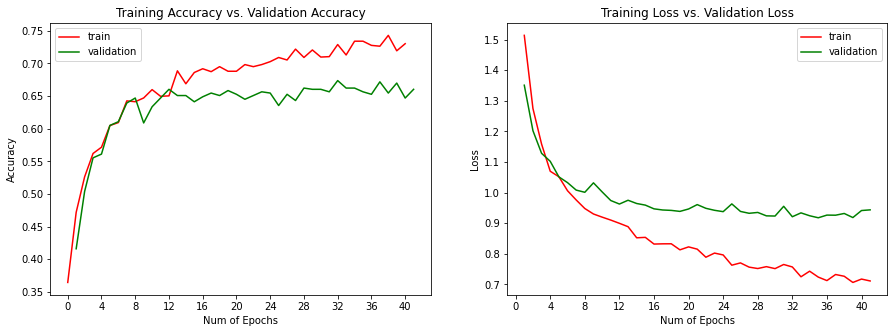 Training Accuracy vs. Validation Accuracy
train
validation
0.75
0.70
0.65
0.60
0.55
0.50
0.45
0.40
0.35
Accuracy
0 4 8 12 16 20 24 28 32 36 40
Num of Epochs
Training Loss vs. Validation Loss
train
validation
1.5
1.4
1.3
1.2
1.1
1.0
0.9
0.8
0.7
Loss
0 4 8 12 16 20 24 28 32 36 40
Num of Epochs